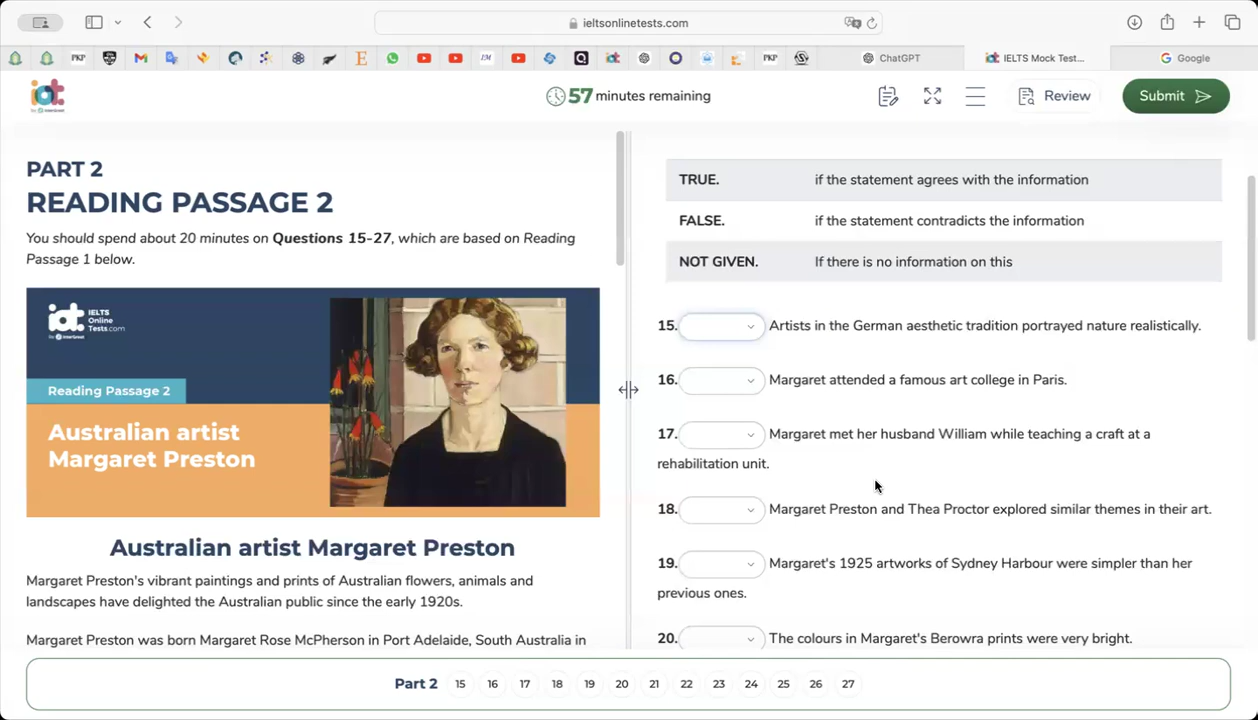 ieltsonlinetests.com
PKP
IM
PKP
ChatGPT
IELTS Mock Test...
Google
iot
by InterGreat
57 minutes remaining
Review
Submit
PART 2
READING PASSAGE 2
You should spend about 20 minutes on Questions 15-27, which are based on Reading
Passage 1 below.
iot. IELTS
Online
Tests.com
by InterGreat
Reading Passage 2
Australian artist
Margaret Preston
Australian artist Margaret Preston
Margaret Preston's vibrant paintings and prints of Australian flowers, animals and
landscapes have delighted the Australian public since the early 1920s.
Margaret Preston was born Margaret Rose McPherson in Port Adelaide, South Australia in
TRUE. if the statement agrees with the information
FALSE. if the statement contradicts the information
NOT GIVEN. If there is no information on this
15. Artists in the German aesthetic tradition portrayed nature realistically.
16. Margaret attended a famous art college in Paris.
17. Margaret met her husband William while teaching a craft at a
rehabilitation unit.
18. Margaret Preston and Thea Proctor explored similar themes in their art.
19. Margaret's 1925 artworks of Sydney Harbour were simpler than her
previous ones.
20. The colours in Margaret's Berowra prints were very bright.
Part 2 15 16 17 18 19 20 21 22 23 24 25 26 27